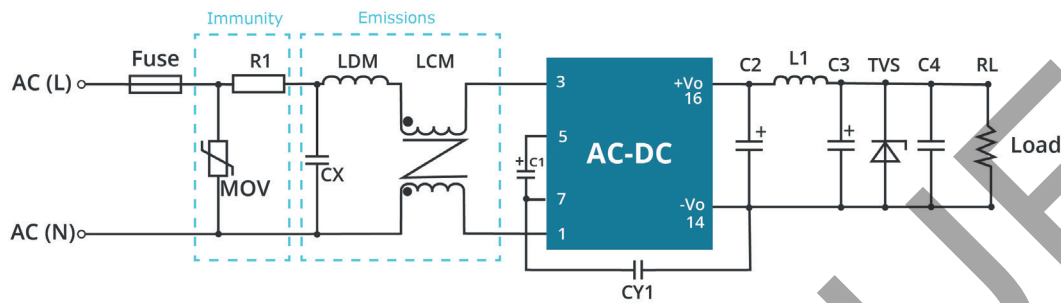 Immunity
Emissions
Fuse
R1
LDM
LCM
C2
L1
C3
TVS
C4
RL
AC (L)
3
+Vo
16
5
+
C1
AC-DC
+
+
Load
MOV
CX
7
-Vo
14
AC (N)
1
CY1